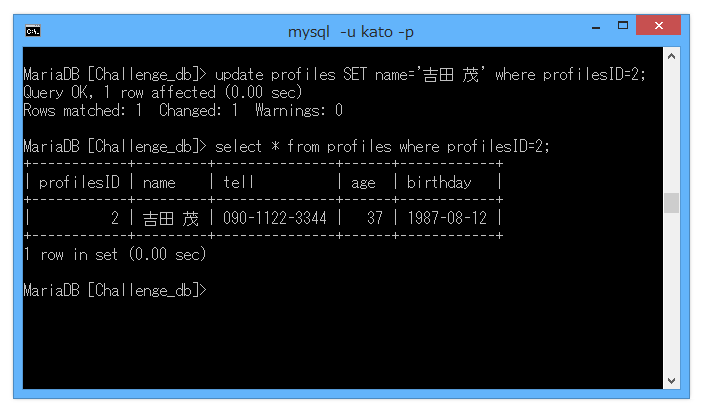 mysql -u kato -p
MariaDB [Challenge_db]> update profiles SET name='吉田 茂' where profilesID=2;
Query OK, 1 row affected (0.00 sec)
Rows matched: 1  Changed: 1  Warnings: 0
MariaDB [Challenge_db]> select * from profiles where profilesID=2;
+------------+---------+---------------+------+------------+
| profilesID | name    | tell          | age  | birthday   |
+------------+---------+---------------+------+------------+
|          2 | 吉田 茂 | 090-1122-3344 |   37 | 1987-08-12 |
+------------+---------+---------------+------+------------+
1 row in set (0.00 sec)
MariaDB [Challenge_db]>